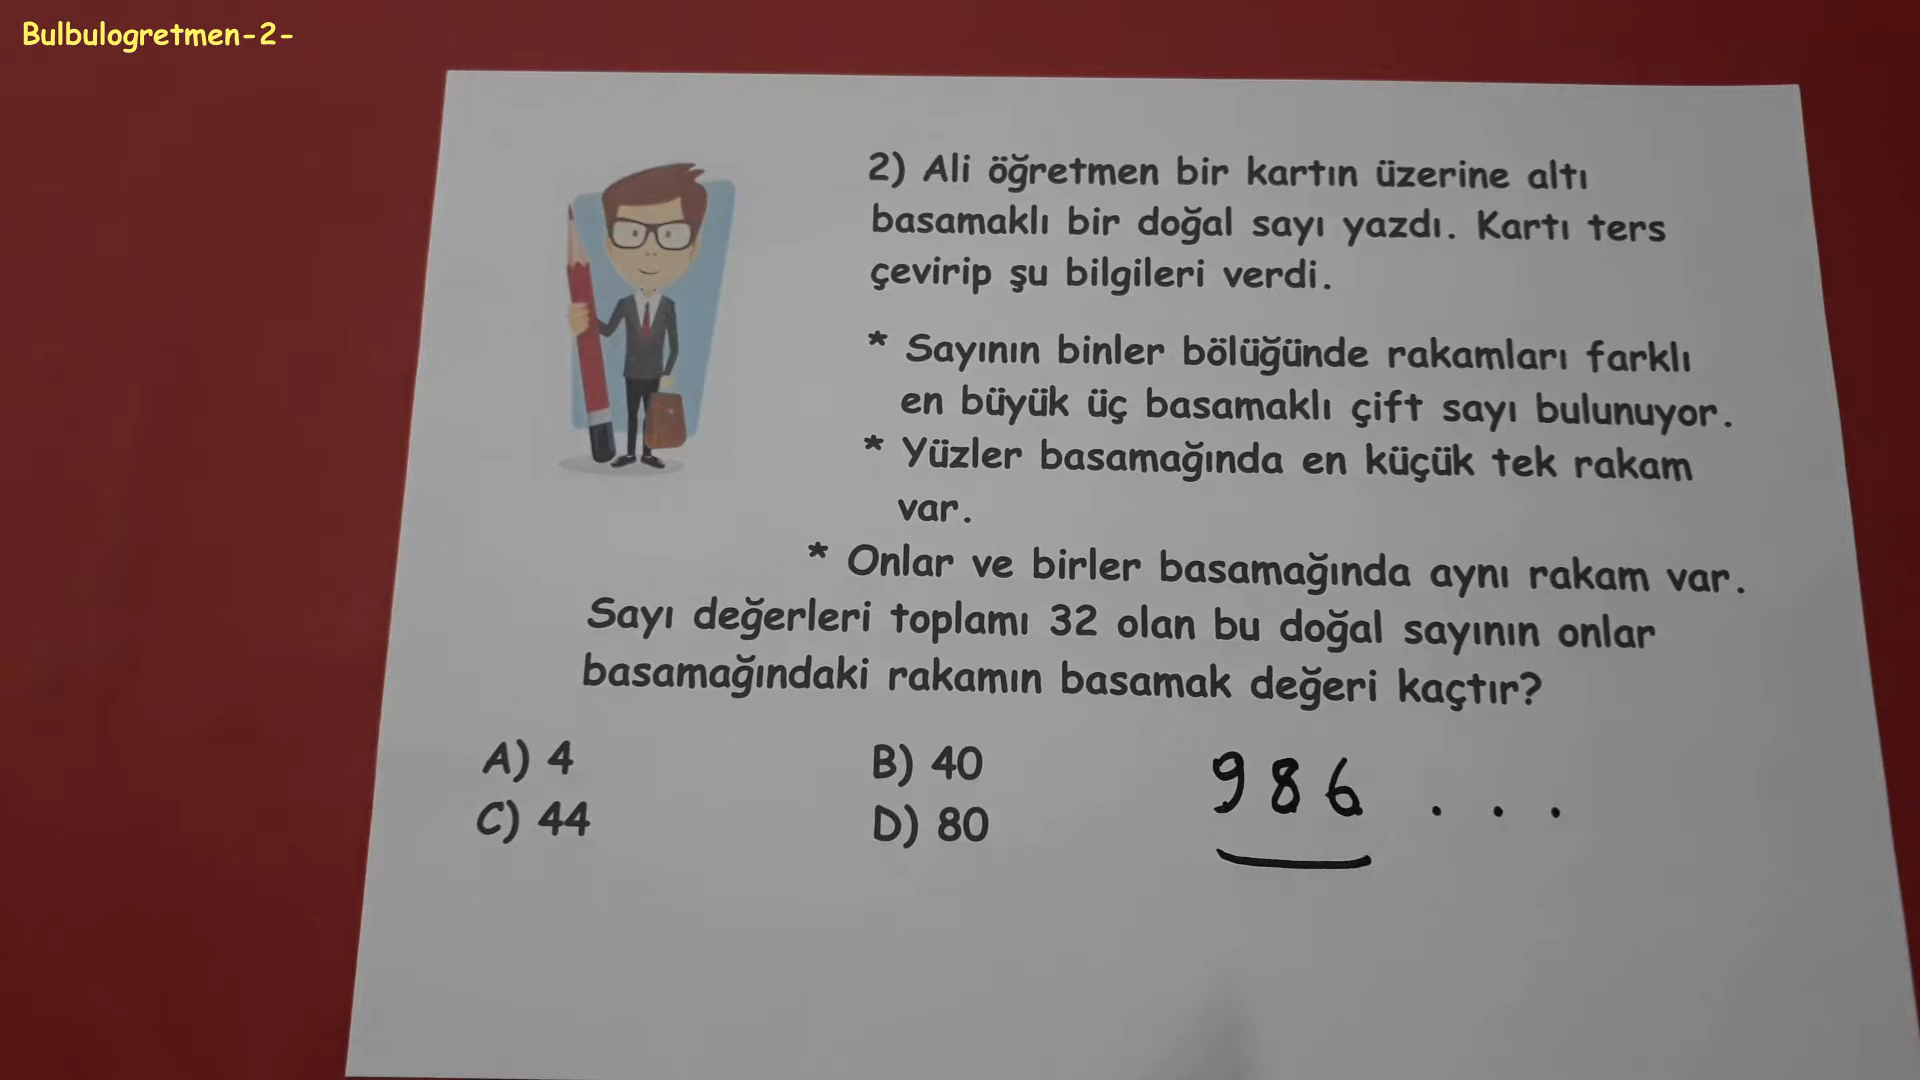 Bulbulogretmen-2-
2) Ali öğretmen bir kartın üzerine altı
basamaklı bir doğal sayı yazdı. Kartı ters
çevirip şu bilgileri verdi.
* Sayının binler bölüğünde rakamları farklı
en büyük üç basamaklı çift sayı bulunuyor.
* Yüzler basamağında en küçük tek rakam
var.
* Onlar ve birler basamağında aynı rakam var.
Sayı değerleri toplamı 32 olan bu doğal sayının onlar
basamağındaki rakamın basamak değeri kaçtır?
A) 4
B) 40
C) 44
D) 80
986 . . .